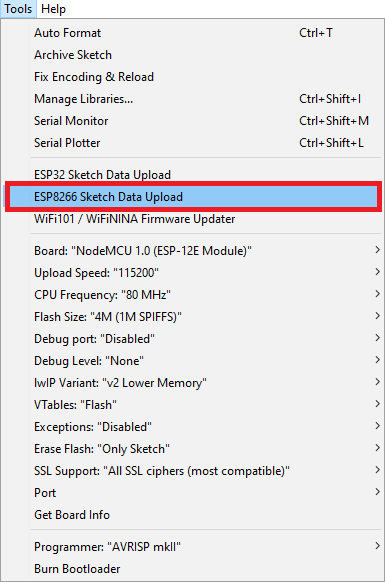 Tools Help
Auto Format Ctrl+T
Archive Sketch
Fix Encoding & Reload
Manage Libraries... Ctrl+Shift+I
Serial Monitor Ctrl+Shift+M
Serial Plotter Ctrl+Shift+L
ESP32 Sketch Data Upload
ESP8266 Sketch Data Upload
WiFi101 / WiFiNINA Firmware Updater
Board: "NodeMCU 1.0 (ESP-12E Module)"
Upload Speed: "115200"
CPU Frequency: "80 MHz"
Flash Size: "4M (1M SPIFFS)"
Debug port: "Disabled"
Debug Level: "None"
lwIP Variant: "v2 Lower Memory"
VTables: "Flash"
Exceptions: "Disabled"
Erase Flash: "Only Sketch"
SSL Support: "All SSL ciphers (most compatible)"
Port
Get Board Info
Programmer: "AVRISP mkII"
Burn Bootloader